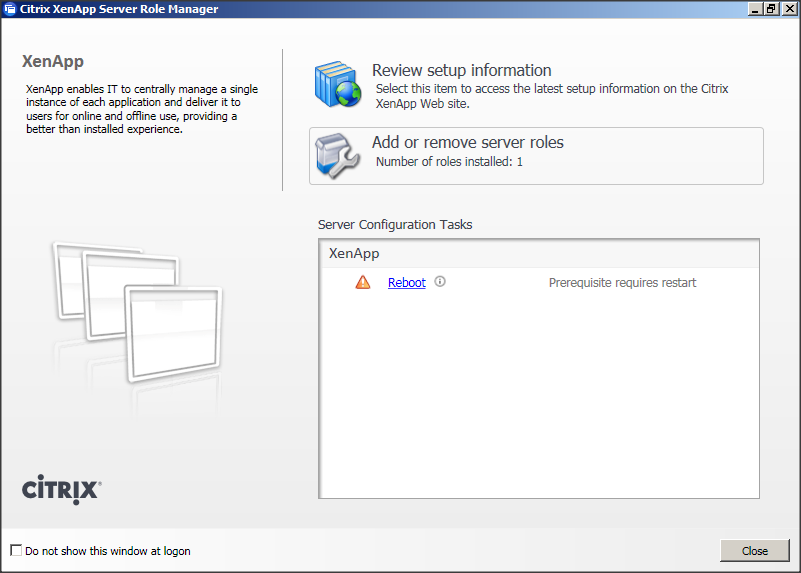 Citrix XenApp Server Role Manager
XenApp
XenApp enables IT to centrally manage a single
instance of each application and deliver it to
users for online and offline use, providing a
better than installed experience.
Review setup information
Select this item to access the latest setup information on the Citrix
XenApp Web site.
Add or remove server roles
Number of roles installed: 1
Server Configuration Tasks
XenApp
Reboot Prerequisite requires restart
CITRIX®
Do not show this window at logon
Close